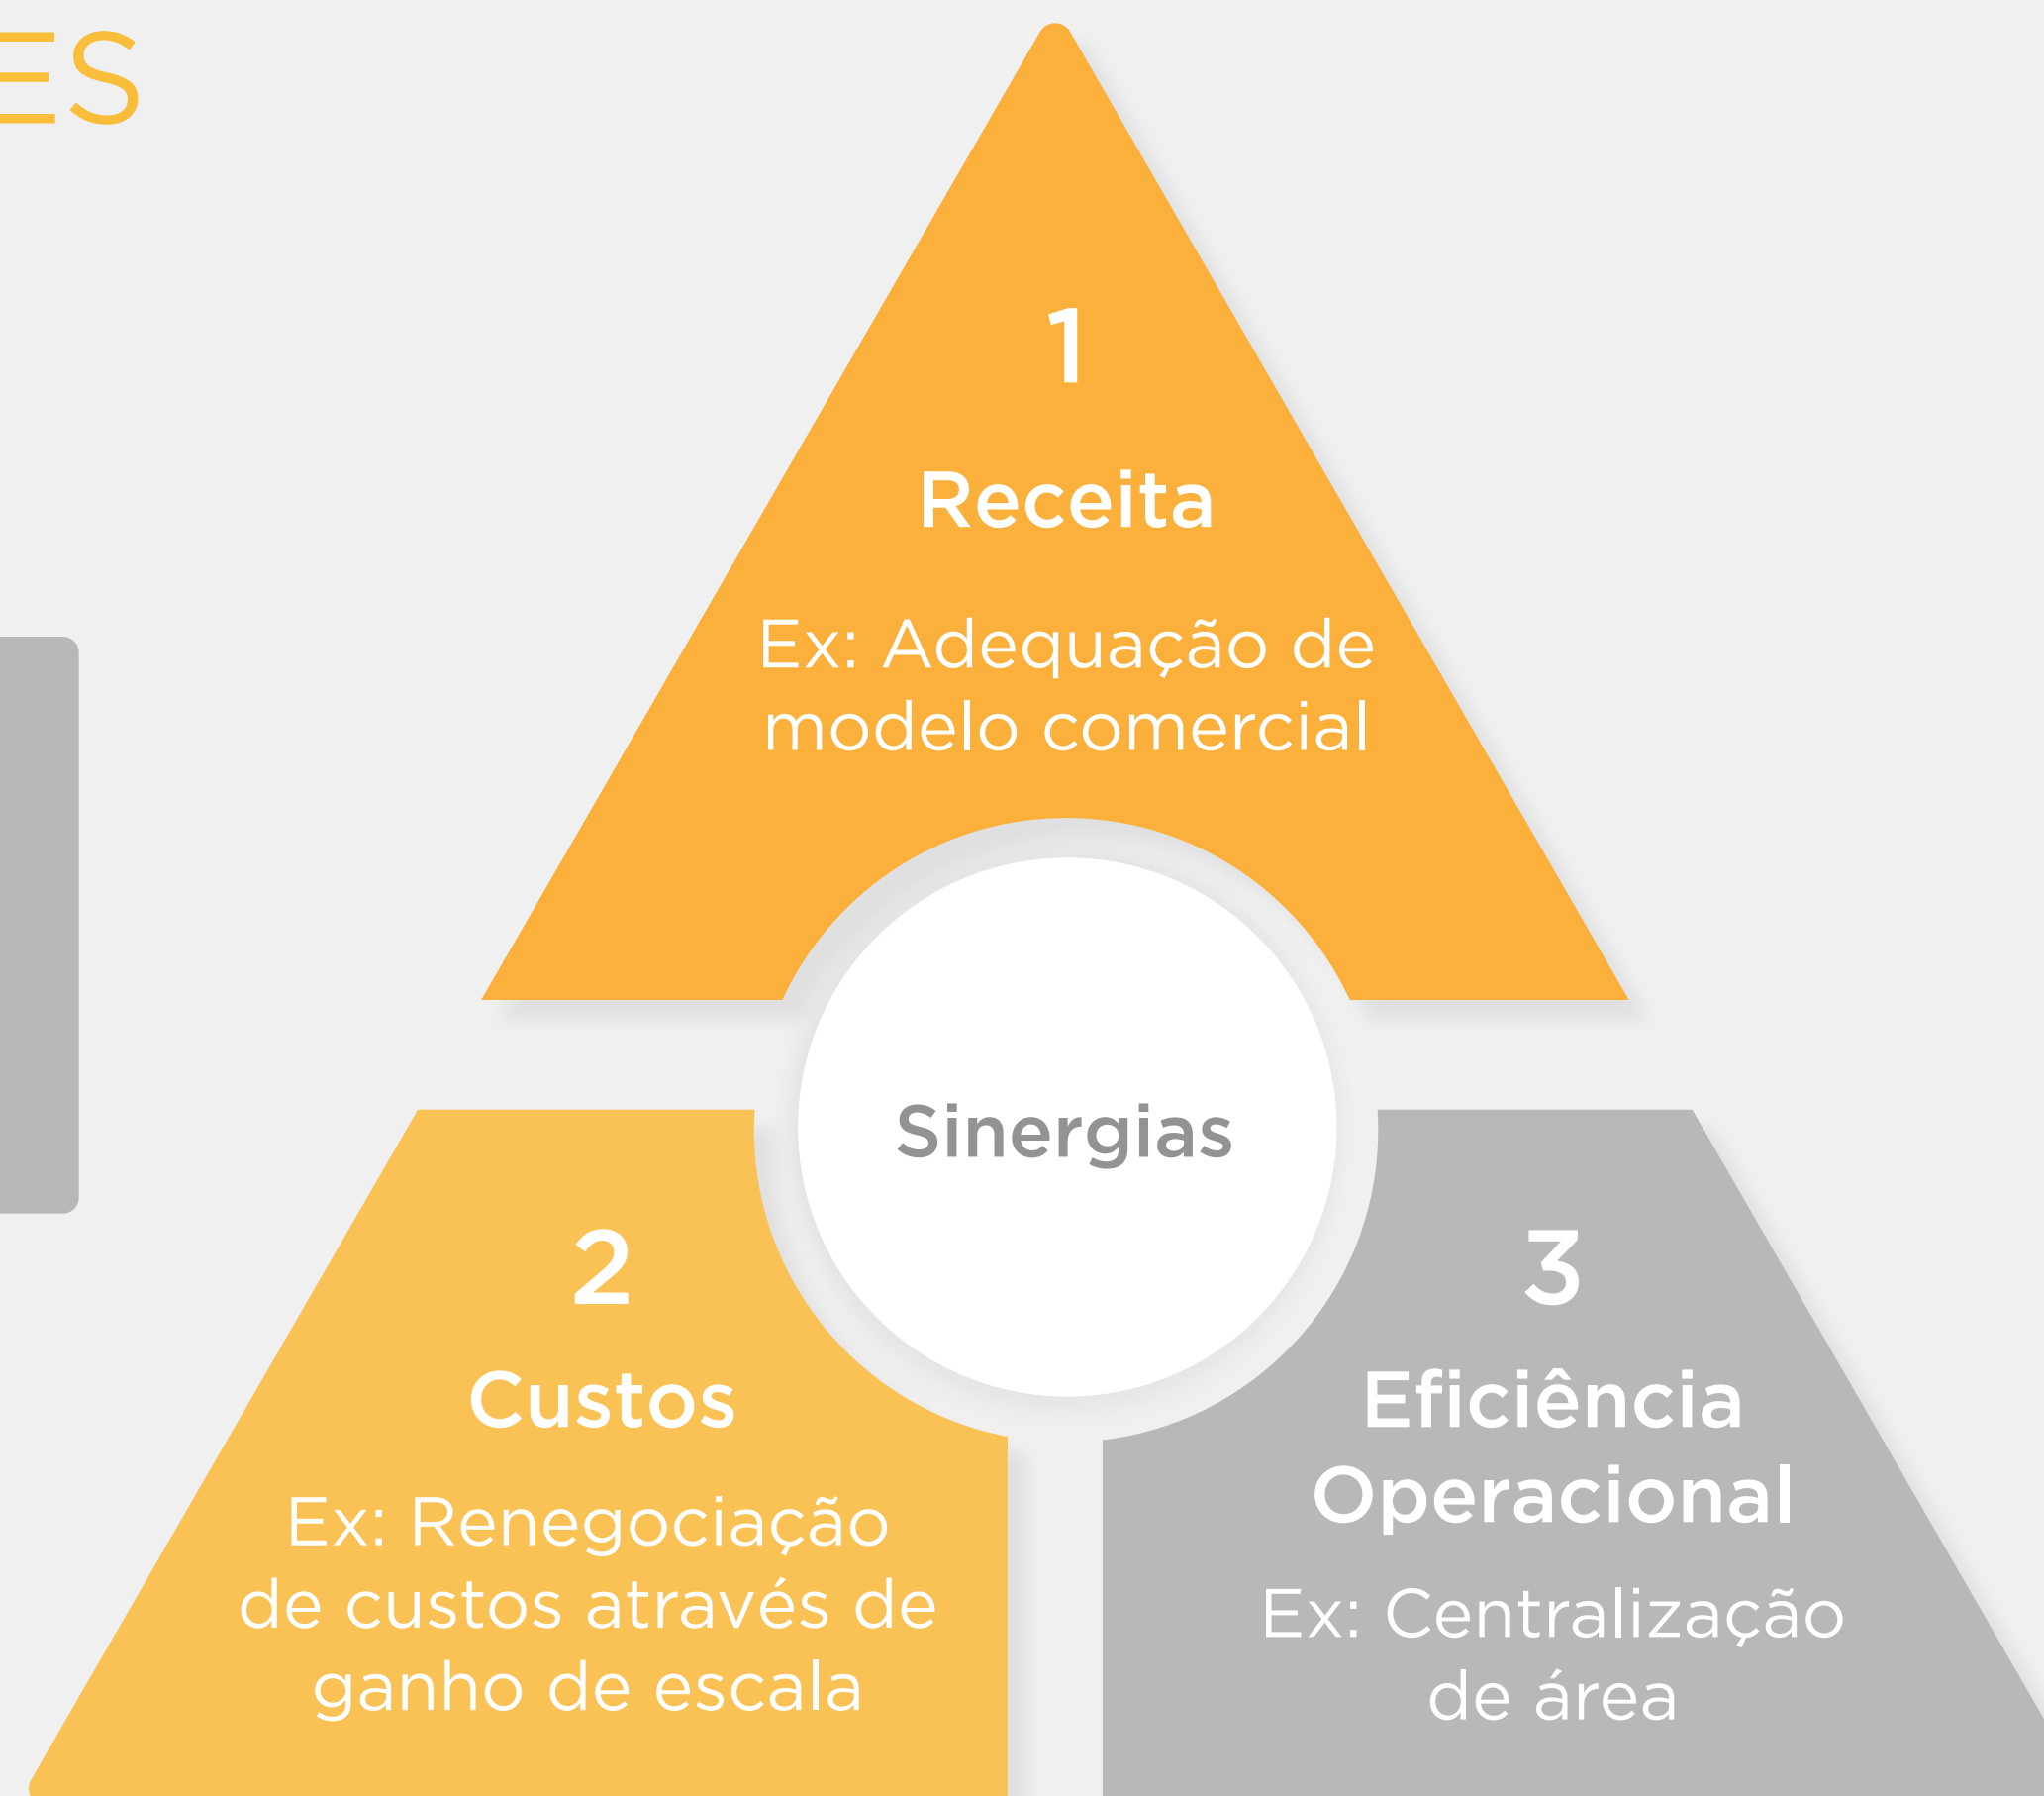 ES
1
Receita
Ex: Adequação de
modelo comercial
Sinergias
2
Custos
Ex: Renegociação
de custos através de
ganho de escala
3
Eficiência
Operacional
Ex: Centralização
de área